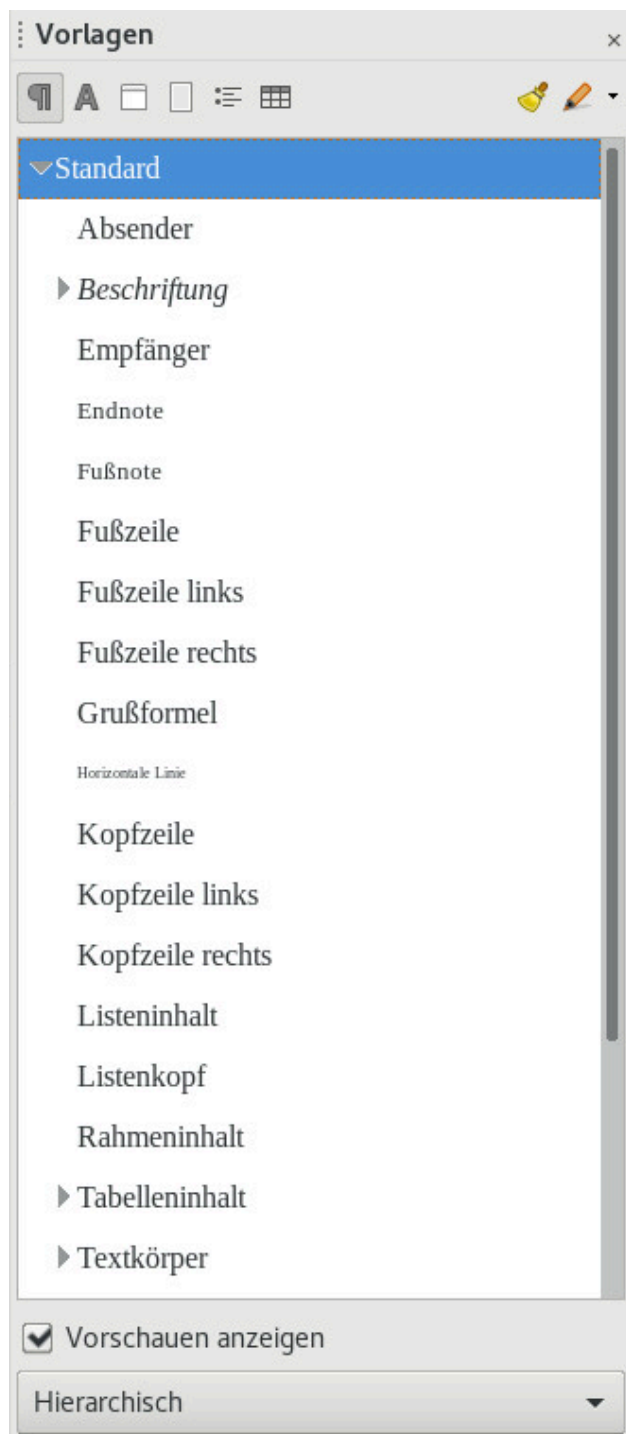 Vorlagen
Standard
Absender
Beschriftung
Empfänger
Endnote
Fußnote
Fußzeile
Fußzeile links
Fußzeile rechts
Grußformel
Horizontale Linie
Kopfzeile
Kopfzeile links
Kopfzeile rechts
Listeninhalt
Listenkopf
Rahmeninhalt
Tabelleninhalt
Textkörper
Vorschauen anzeigen
Hierarchisch